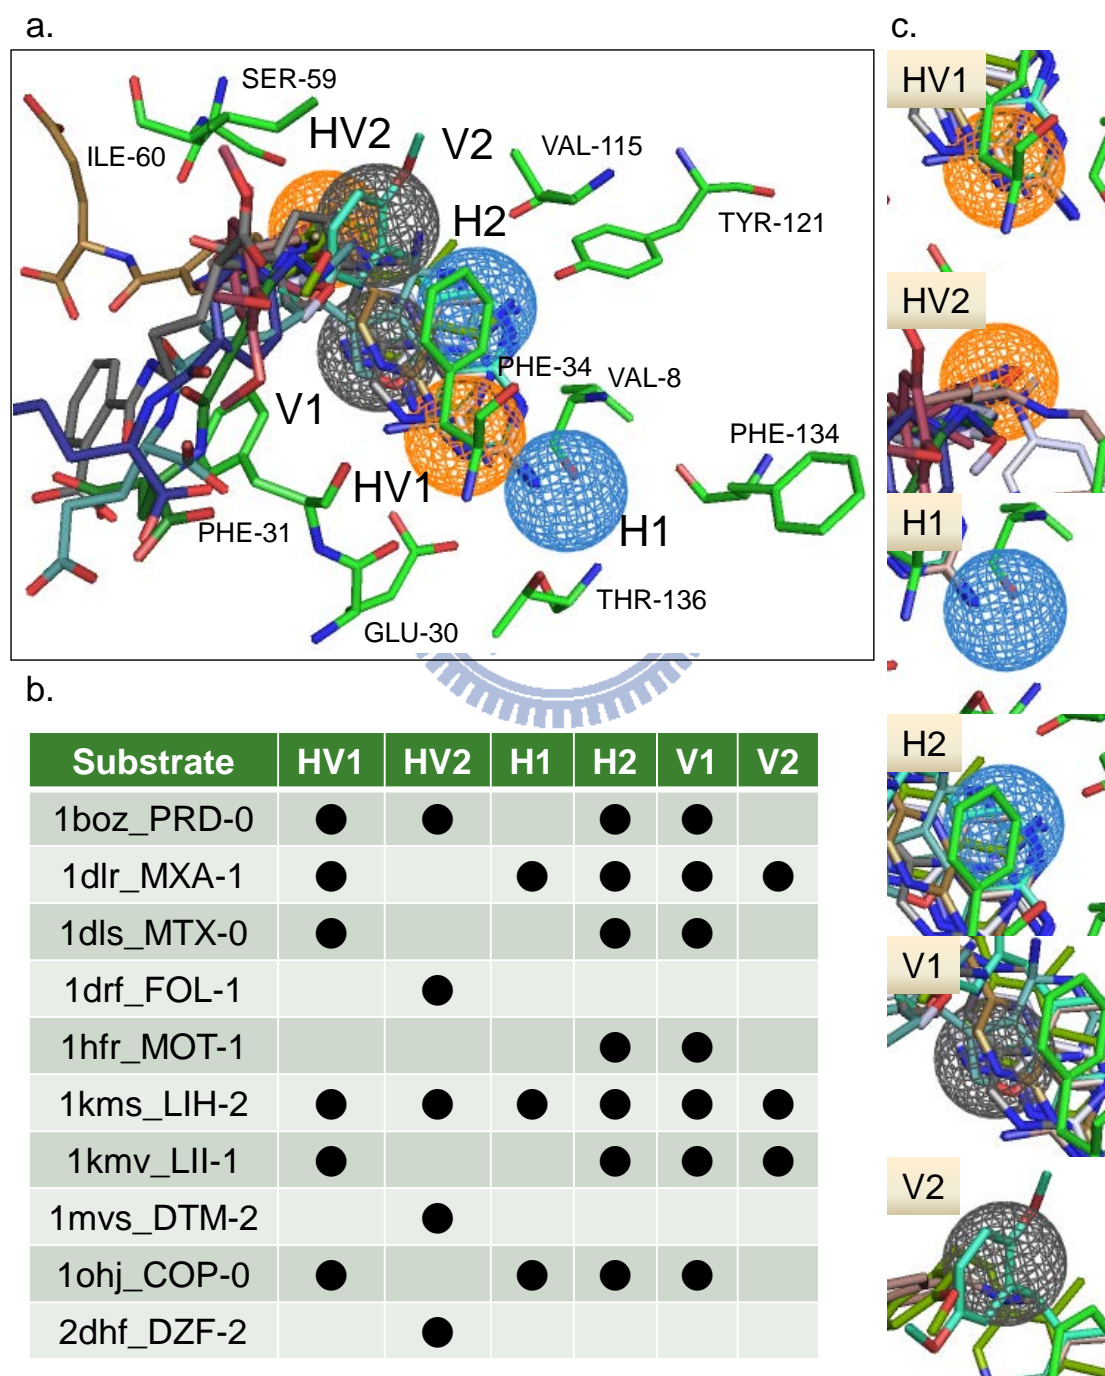 a.
SER-59
HV2
V2
VAL-115
ILE-60
TYR-121
H2
PHE-34
VAL-8
V1
PHE-134
HV1
PHE-31
H1
THR-136
GLU-30
b.
Substrate HV1 HV2 H1 H2 V1 V2
1boz_PRD-0 ● ● ● ●
1dlr_MXA-1 ● ● ● ● ●
1dls_MTX-0 ● ● ●
1drf_FOL-1 ●
1hfr_MOT-1 ● ●
1kms_LIH-2 ● ● ● ● ● ●
1kmv_LII-1 ● ● ● ●
1mvs_DTM-2 ●
1ohj_COP-0 ● ● ● ●
2dhf_DZF-2 ●
c.
HV1
HV2
H1
H2
V1
V2